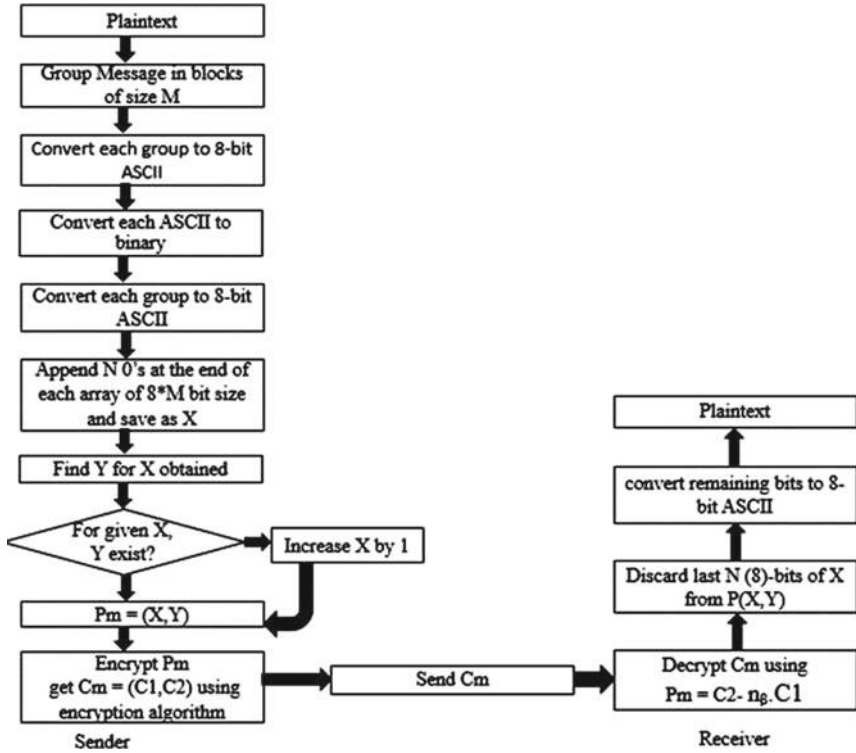 Plaintext
Group Message in blocks
of size M
Convert each group to 8-bit
ASCII
Convert each ASCII to
binary
Convert each group to 8-bit
ASCII
Append N 0's at the end of
each array of 8*M bit size
and save as X
Find Y for X obtained
For given X,
Y exist?
Increase X by 1
Pm = (X,Y)
Encrypt Pm
get Cm = (C1,C2) using
encryption algorithm
Sender
Send Cm
Plaintext
convert remaining bits to 8-
bit ASCII
Discard last N (8)-bits of X
from P(X,Y)
Decrypt Cm using
Pm = C2- nβ.C1
Receiver